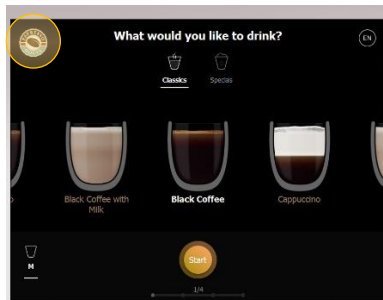 What would you like to drink?
EN
Classics
Specials
Black Coffee with
Milk
Black Coffee
Cappuccino
M
Start
1/4